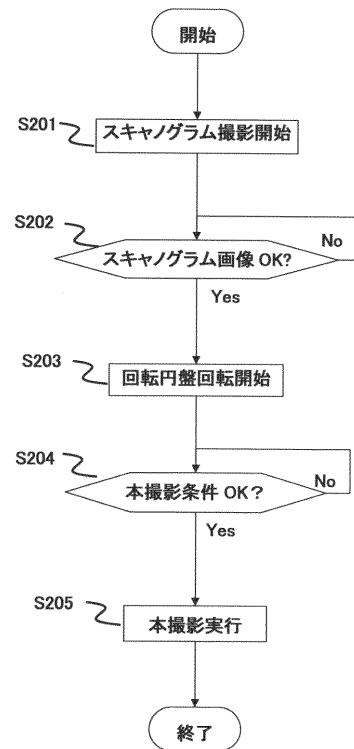 開始
S201
スキャノグラム撮影開始
S202
スキャノグラム画像 OK?
No
Yes
S203
回転円盤回転開始
S204
本撮影条件 OK？
No
Yes
S205
本撮影実行
終了